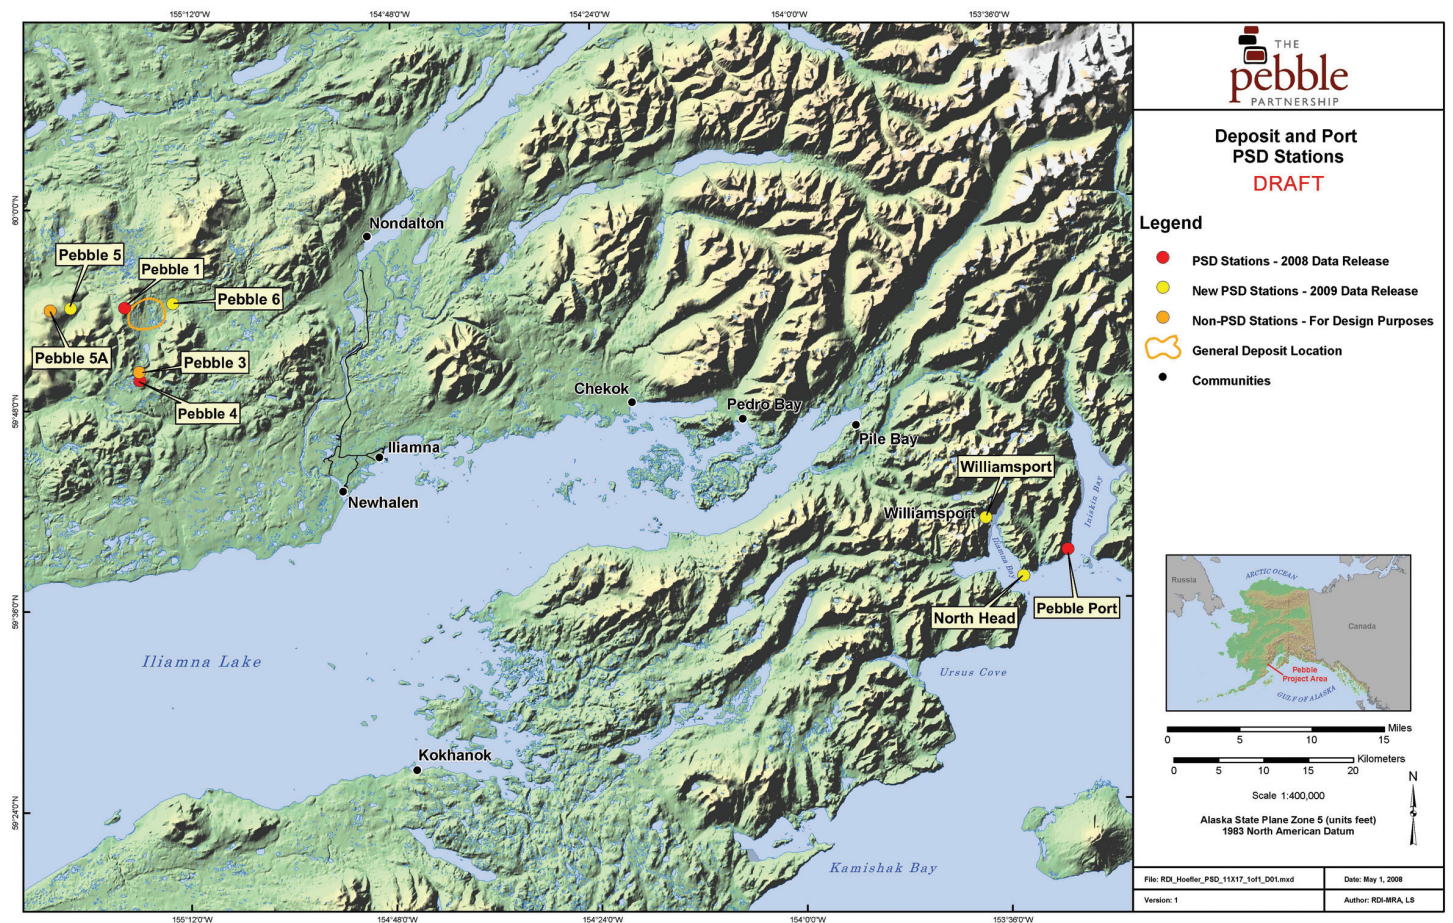 155°12'0"W
154°48'0"W
154°24'0"W
154°0'0"W
153°36'0"W
60°0'0"N
59°48'0"N
59°36'0"N
59°24'0"N
Nondalton
Pebble 5
Pebble 1
Pebble 6
Pebble 5A
Pebble 3
Pebble 4
Chekok
Pedro Bay
Pile Bay
Iliamna
Newhalen
Williamsport
Williamsport
Iniskin Bay
Iliamna Bay
North Head
Pebble Port
Iliamna Lake
Ursus Cove
Kokhanok
Kamishak Bay
155°12'0"W
154°48'0"W
154°24'0"W
154°0'0"W
153°36'0"W
THE
pebble
PARTNERSHIP
Deposit and Port
PSD Stations
DRAFT
Legend
PSD Stations - 2008 Data Release
New PSD Stations - 2009 Data Release
Non-PSD Stations - For Design Purposes
General Deposit Location
Communities
Russia
ARCTIC OCEAN
Canada
Pebble
Project Area
GULF OF ALASKA
Miles
0 5 10 15
Kilometers
0 5 10 15 20
N
Scale 1:400,000
Alaska State Plane Zone 5 (units feet)
1983 North American Datum
File: RDI_Hoefler_PSD_11X17_1of1_D01.mxd
Date: May 1, 2008
Version: 1
Author: RDI-MRA, LS